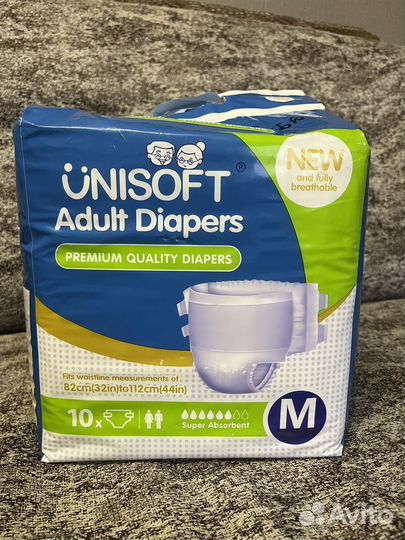 ÜNISOFT®
Adult Diapers
PREMIUM QUALITY DIAPERS
NEW
and fully
breathable
Fits waistline measurements of
82cm(32in)to112cm(44in)
10x
Super Absorbent
M
Avito